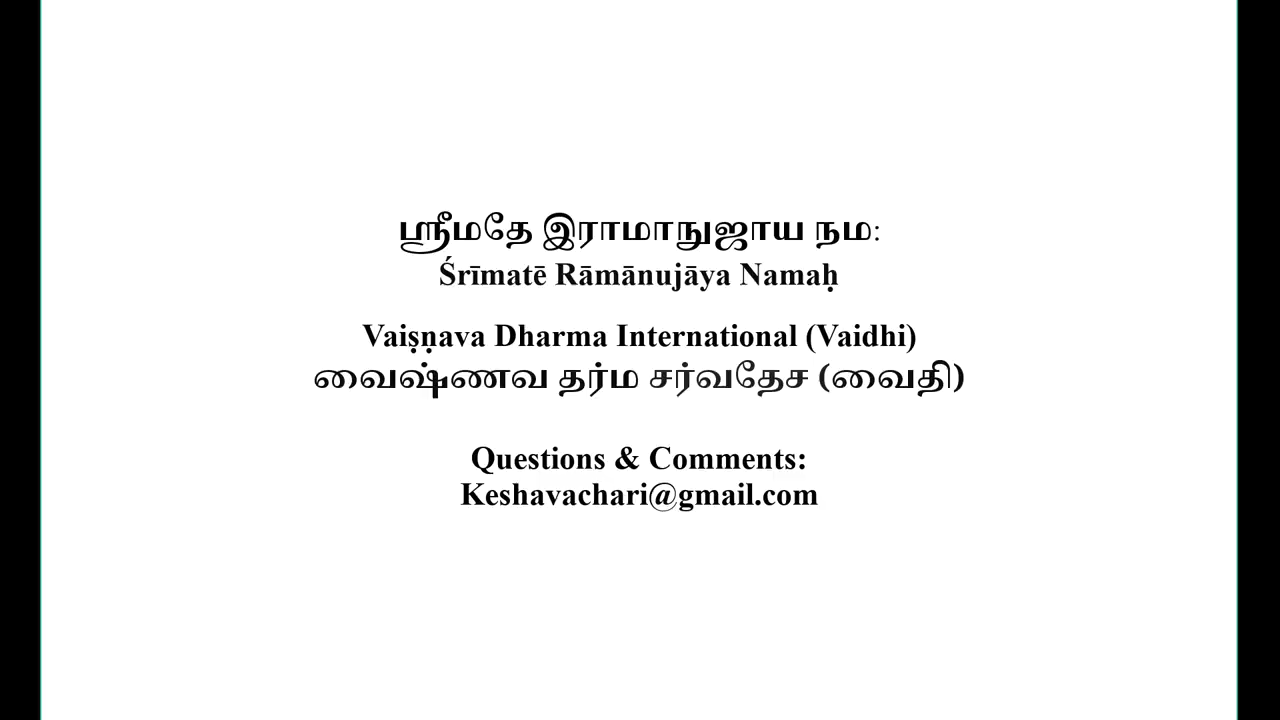 ஸ்ரீமதே இராமாநுஜாய நம:
Śrīmatē Rāmānujāya Namaḥ
Vaiṣṇava Dharma International (Vaidhi)
வைஷ்ணவ தர்ம சர்வதேச (வைதி)
Questions & Comments:
Keshavachari@gmail.com